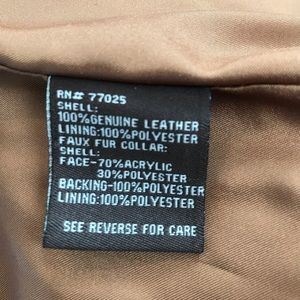 RN# 77025
SHELL:
100%GENUINE LEATHER
LINING:100%POLYESTER
FAUX FUR COLLAR:
SHELL:
FACE-70%ACRYLIC
30%POLYESTER
BACKING-100%POLYESTER
LINING:100%POLYESTER
SEE REVERSE FOR CARE